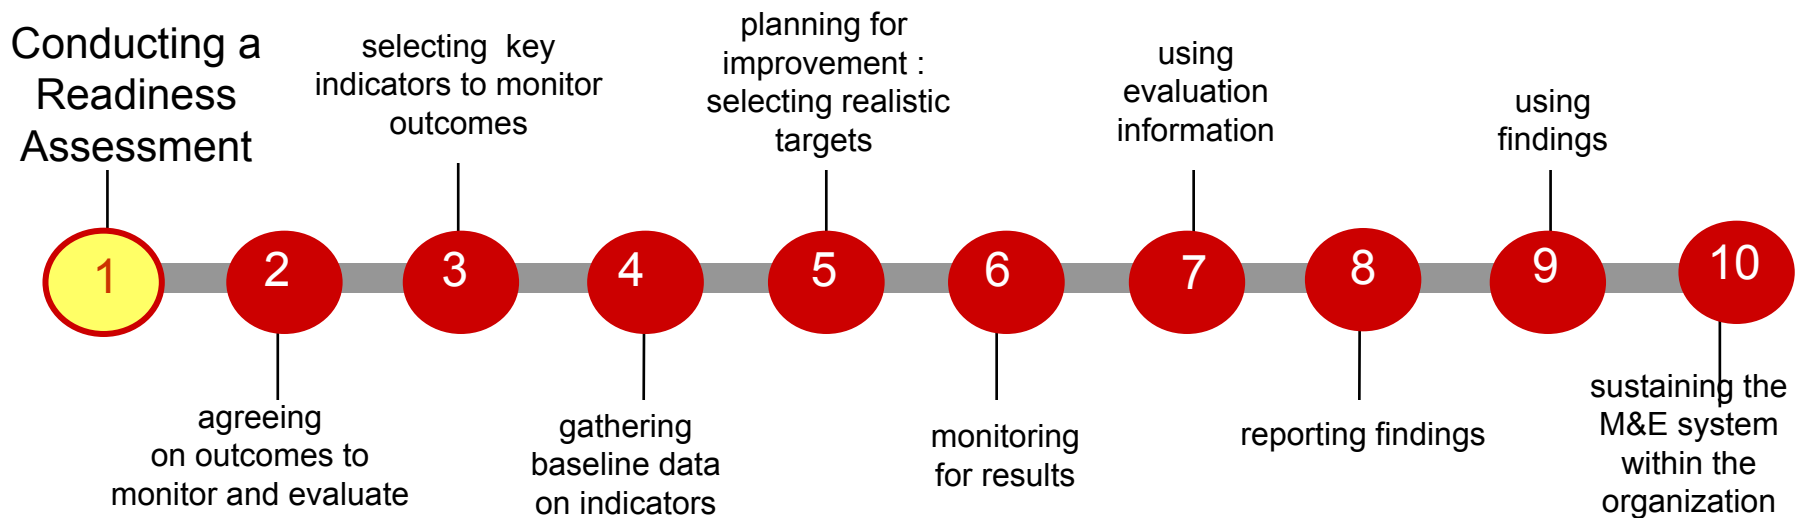 Conducting a
Readiness
Assessment
selecting key
indicators to monitor
outcomes
planning for
improvement :
selecting realistic
targets
using
evaluation
information
using
findings
1
2
3
4
5
6
7
8
9
10
agreeing
on outcomes to
monitor and evaluate
gathering
baseline data
on indicators
monitoring
for results
reporting findings
sustaining the
M&E system
within the
organization